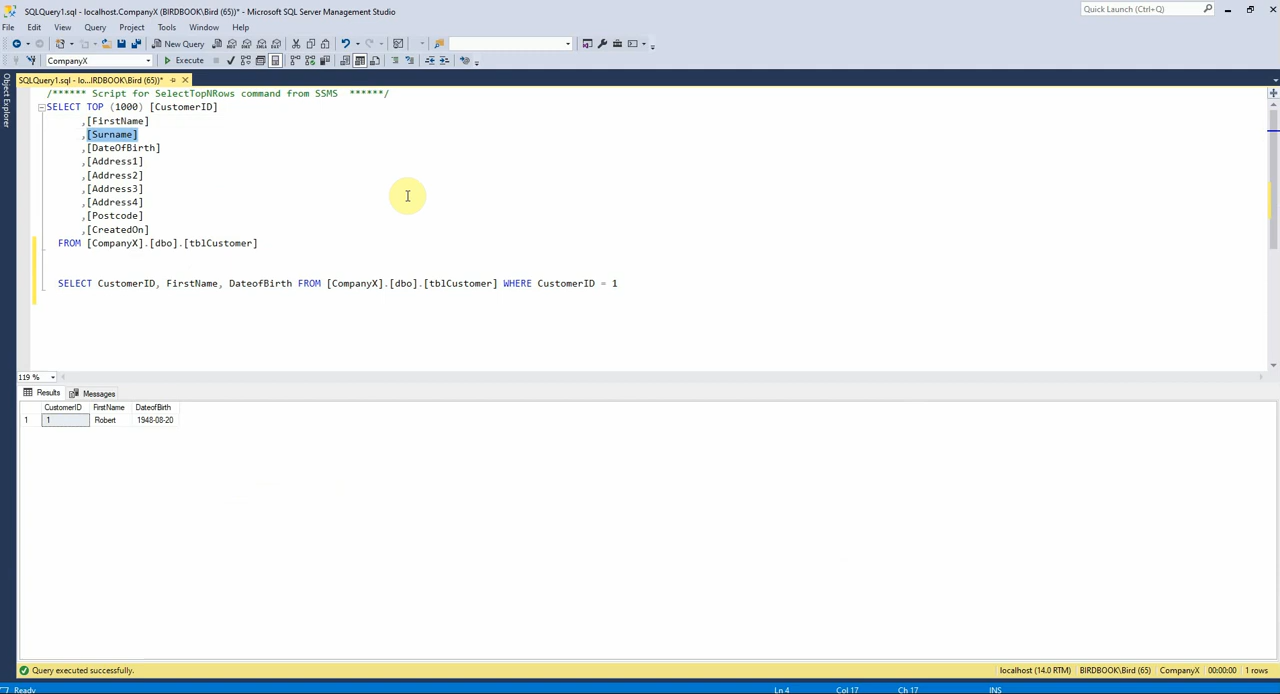 SQLQuery1.sql - localhost.CompanyX (BIRDBOOK\Bird (65))* - Microsoft SQL Server Management Studio
Quick Launch (Ctrl+Q)
File Edit View Query Project Tools Window Help
New Query
CompanyX Execute
Object Explorer
SQLQuery1.sql - lo...IRDBOOK\Bird (65))*
/****** Script for SelectTopNRows command from SSMS  ******/
SELECT TOP (1000) [CustomerID]
,[FirstName]
,[Surname]
,[DateOfBirth]
,[Address1]
,[Address2]
,[Address3]
,[Address4]
,[Postcode]
,[CreatedOn]
FROM [CompanyX].[dbo].[tblCustomer]
SELECT CustomerID, FirstName, DateofBirth FROM [CompanyX].[dbo].[tblCustomer] WHERE CustomerID = 1
119 %
Results Messages
CustomerID FirstName DateofBirth
1 1 Robert 1948-08-20
Query executed successfully. localhost (14.0 RTM) BIRDBOOK\Bird (65) CompanyX 00:00:00 1 rows
Ready Ln 4 Col 17 Ch 17 INS